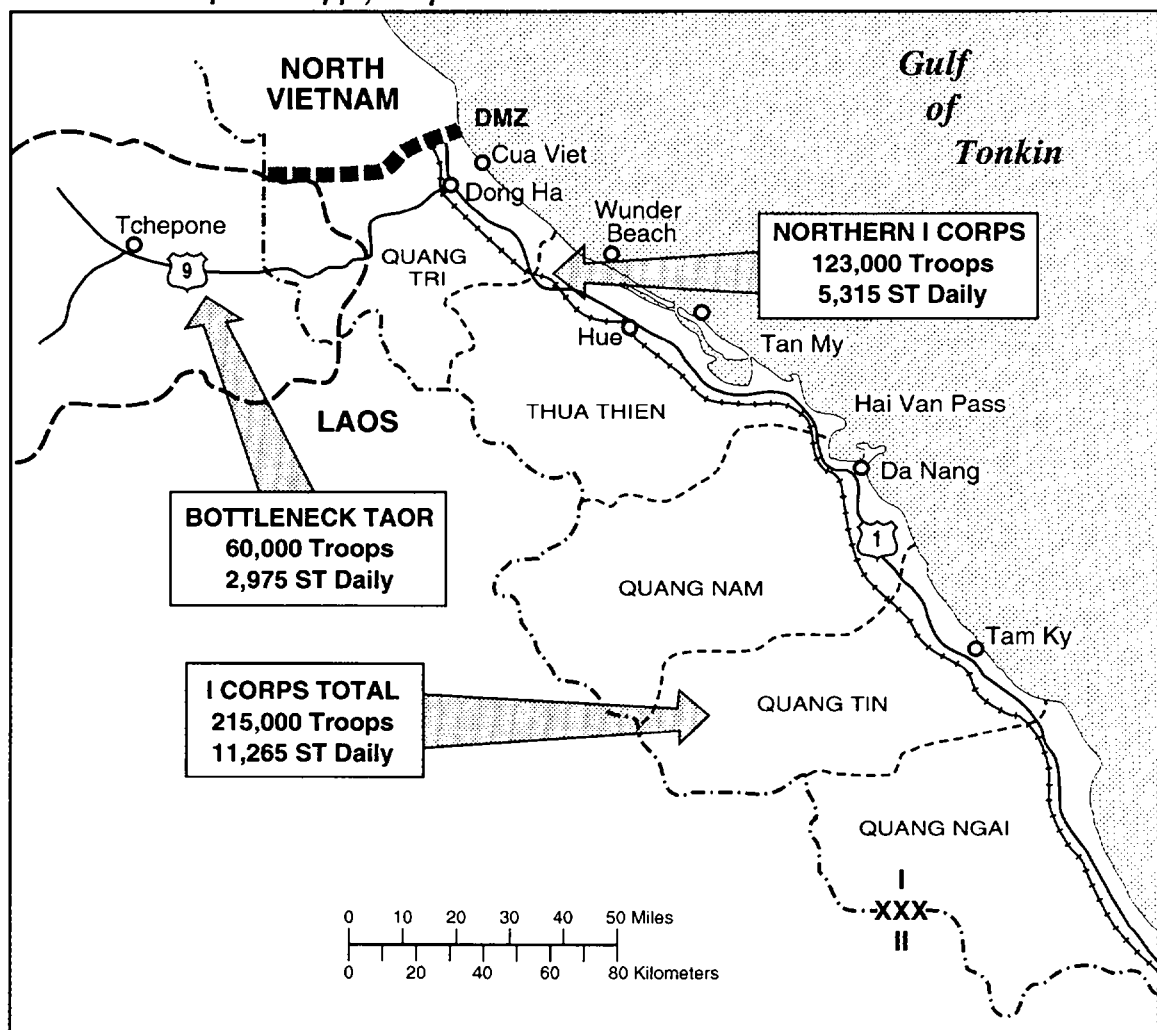 NORTH
VIETNAM
Gulf
of
Tonkin
DMZ
Cua Viet
Dong Ha
Wunder
Beach
NORTHERN I CORPS
123,000 Troops
5,315 ST Daily
Tchepone
9
QUANG
TRI
Hue
Tan My
THUA THIEN
LAOS
Hai Van Pass
Da Nang
BOTTLENECK TAOR
60,000 Troops
2,975 ST Daily
1
QUANG NAM
Tam Ky
I CORPS TOTAL
215,000 Troops
11,265 ST Daily
QUANG TIN
QUANG NGAI
I
XXX
II
0 10 20 30 40 50 Miles
0 20 40 60 80 Kilometers